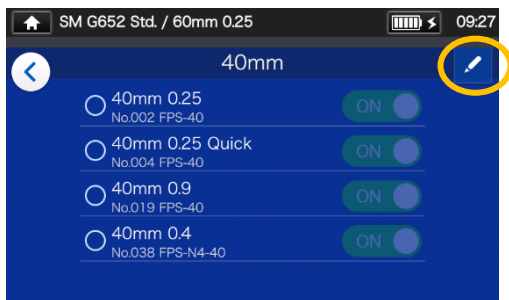 SM G652 Std. / 60mm 0.25 09:27
40mm
40mm 0.25
No.002 FPS-40
ON
40mm 0.25 Quick
No.004 FPS-40
ON
40mm 0.9
No.019 FPS-40
ON
40mm 0.4
No.038 FPS-N4-40
ON